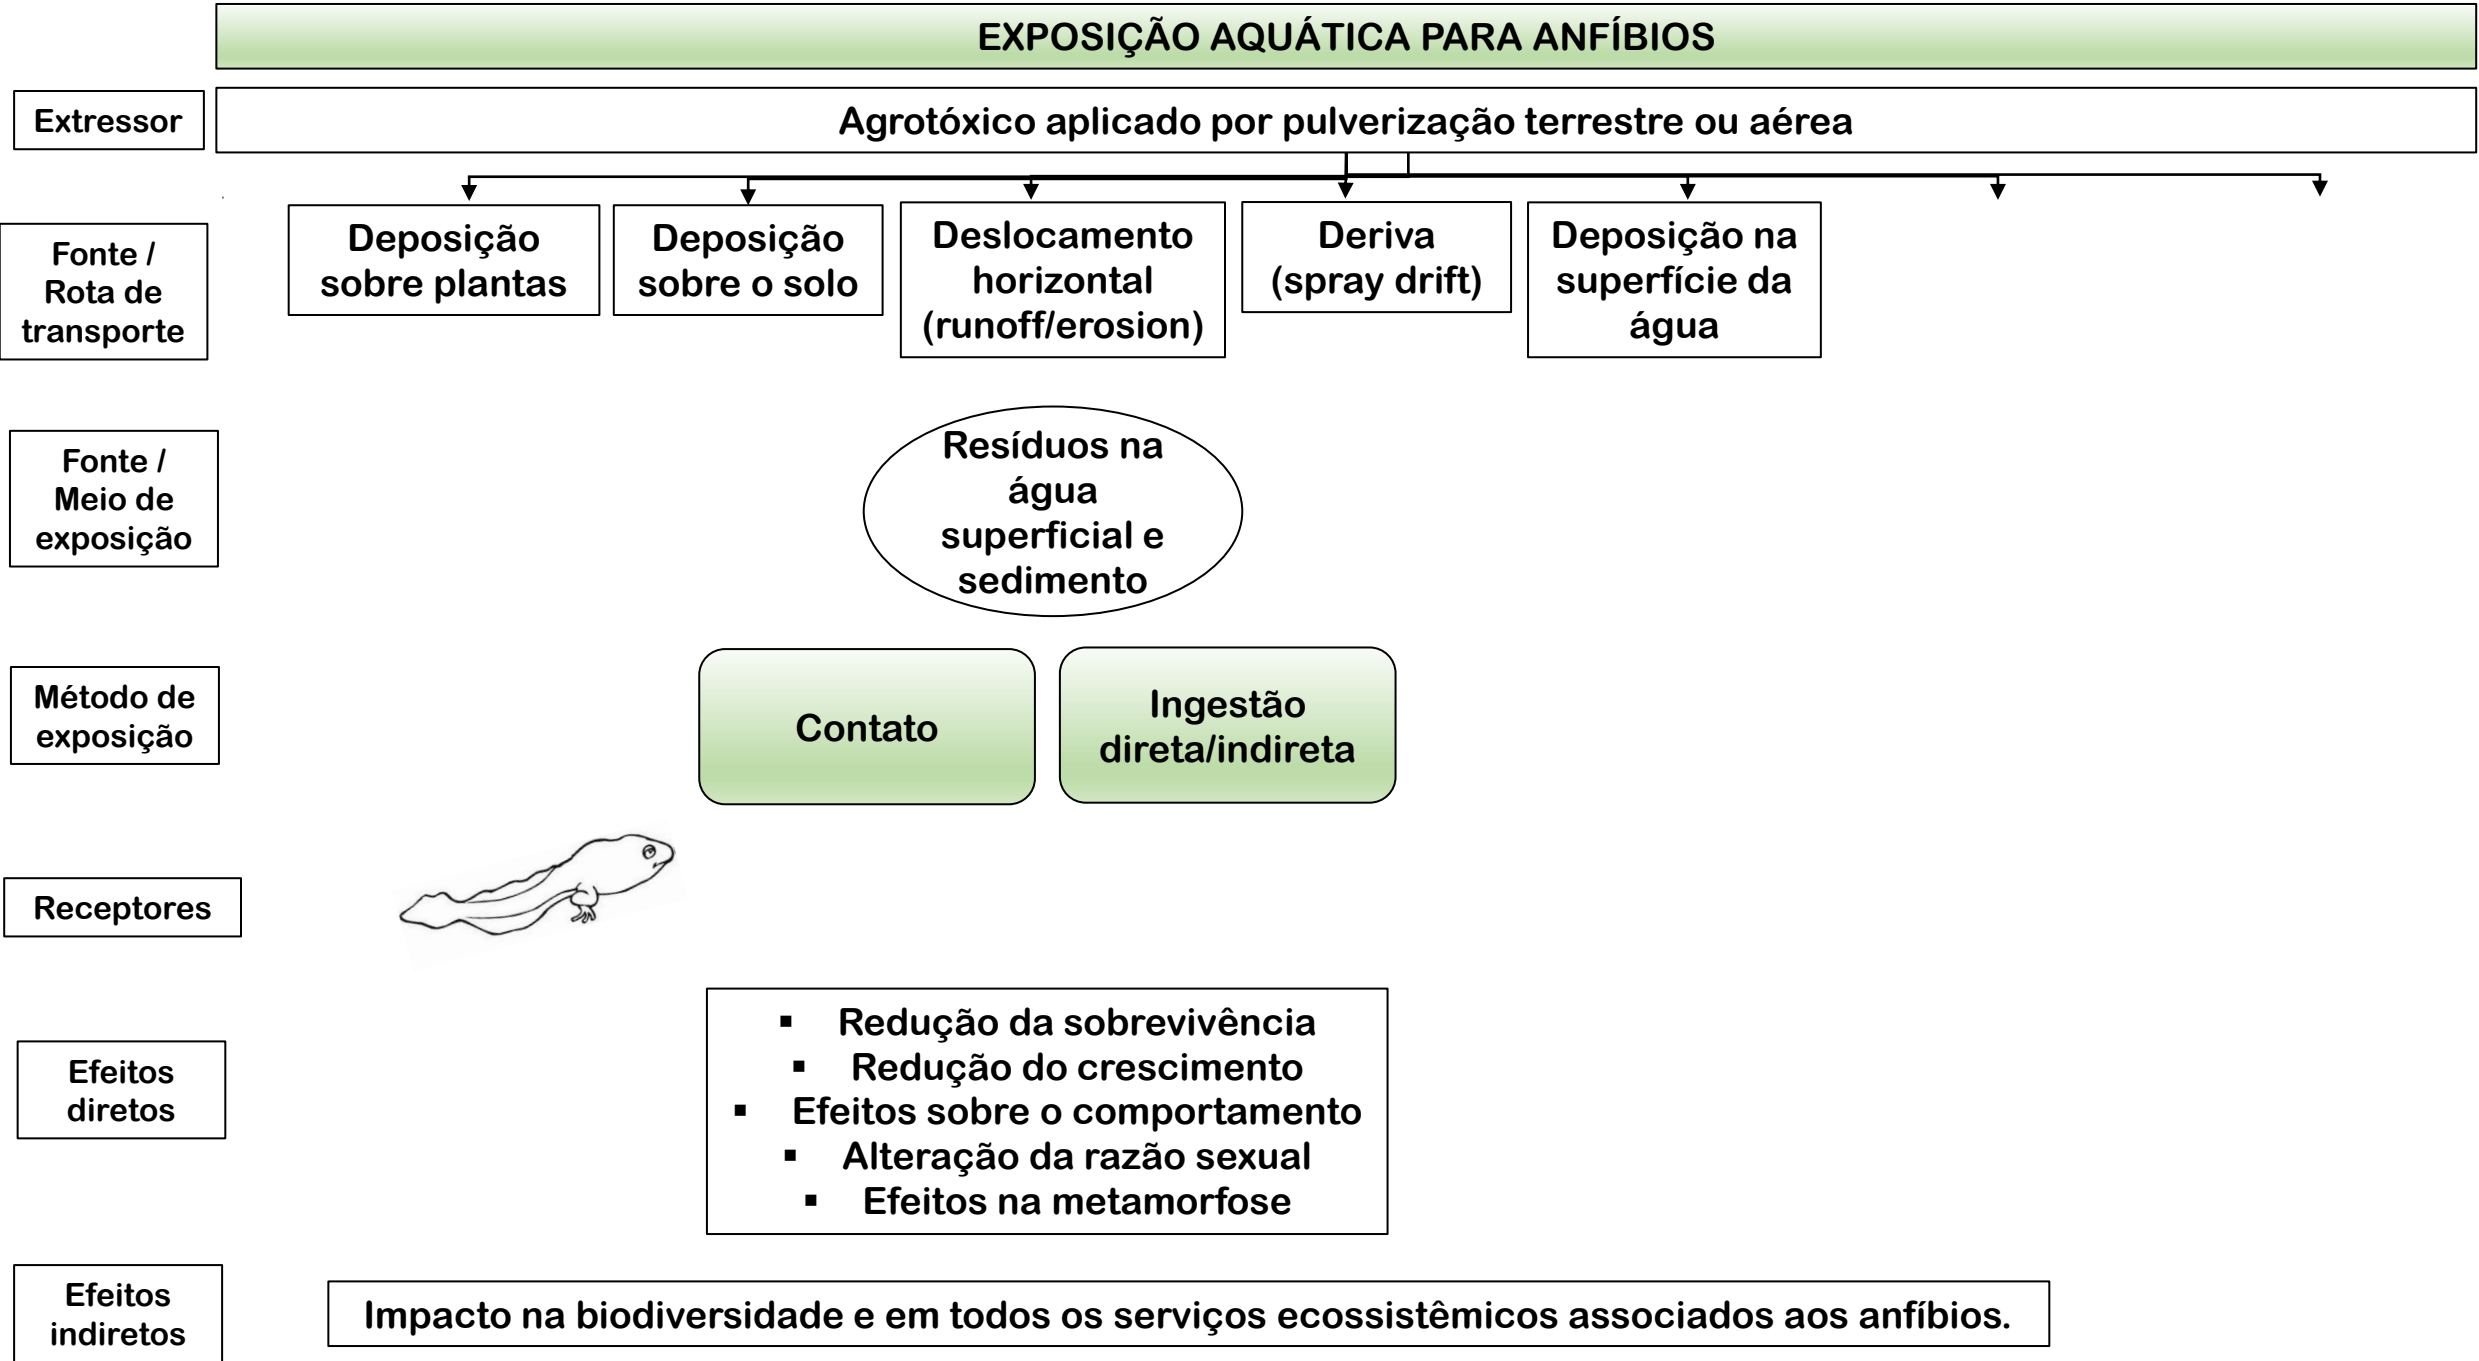 EXPOSIÇÃO AQUÁTICA PARA ANFÍBIOS
Extressor
Agrotóxico aplicado por pulverização terrestre ou aérea
Fonte /
Rota de
transporte
Deposição
sobre plantas
Deposição
sobre o solo
Deslocamento
horizontal
(runoff/erosion)
Deriva
(spray drift)
Deposição na
superfície da
água
Fonte /
Meio de
exposição
Resíduos na
água
superficial e
sedimento
Método de
exposição
Contato
Ingestão
direta/indireta
Receptores
Efeitos
diretos
▪ Redução da sobrevivência
▪ Redução do crescimento
▪ Efeitos sobre o comportamento
▪ Alteração da razão sexual
▪ Efeitos na metamorfose
Efeitos
indiretos
Impacto na biodiversidade e em todos os serviços ecossistêmicos associados aos anfíbios.